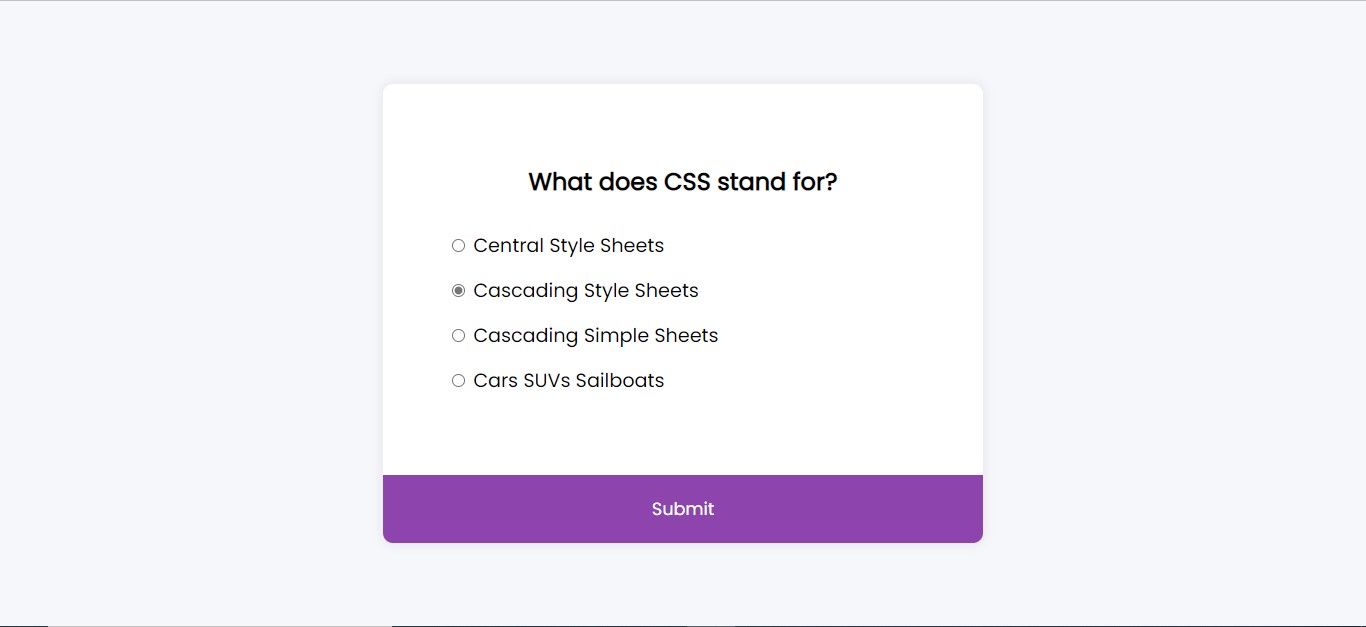 What does CSS stand for?
Central Style Sheets
Cascading Style Sheets
Cascading Simple Sheets
Cars SUVs Sailboats
Submit